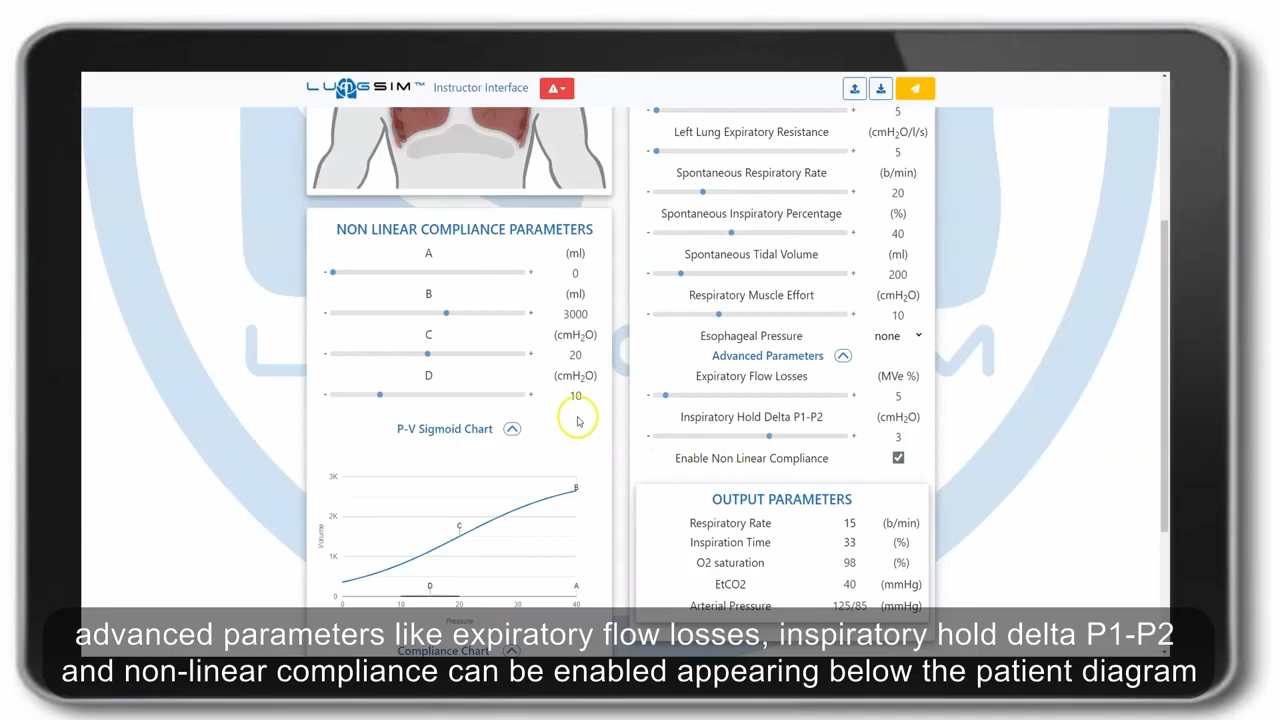 LUNGSIM™ Instructor Interface
5
Left Lung Expiratory Resistance (cmH₂O/l/s)
- + 5
Spontaneous Respiratory Rate (b/min)
- + 20
Spontaneous Inspiratory Percentage (%)
- + 40
Spontaneous Tidal Volume (ml)
- + 200
Respiratory Muscle Effort (cmH₂O)
- + 10
Esophageal Pressure none
Advanced Parameters
Expiratory Flow Losses (MVe %)
- + 5
Inspiratory Hold Delta P1-P2 (cmH₂O)
- + 3
Enable Non Linear Compliance
NON LINEAR COMPLIANCE PARAMETERS
A (ml)
- + 0
B (ml)
- + 3000
C (cmH₂O)
- + 20
D (cmH₂O)
- + 10
P-V Sigmoid Chart
3K
2K
1K
0
Volume
B
C
D
A
0 10 20 30 40
Pressure
Compliance Chart
OUTPUT PARAMETERS
Respiratory Rate 15 (b/min)
Inspiration Time 33 (%)
O2 saturation 98 (%)
EtCO2 40 (mmHg)
Arterial Pressure 125/85 (mmHg)
advanced parameters like expiratory flow losses, inspiratory hold delta P1-P2
and non-linear compliance can be enabled appearing below the patient diagram